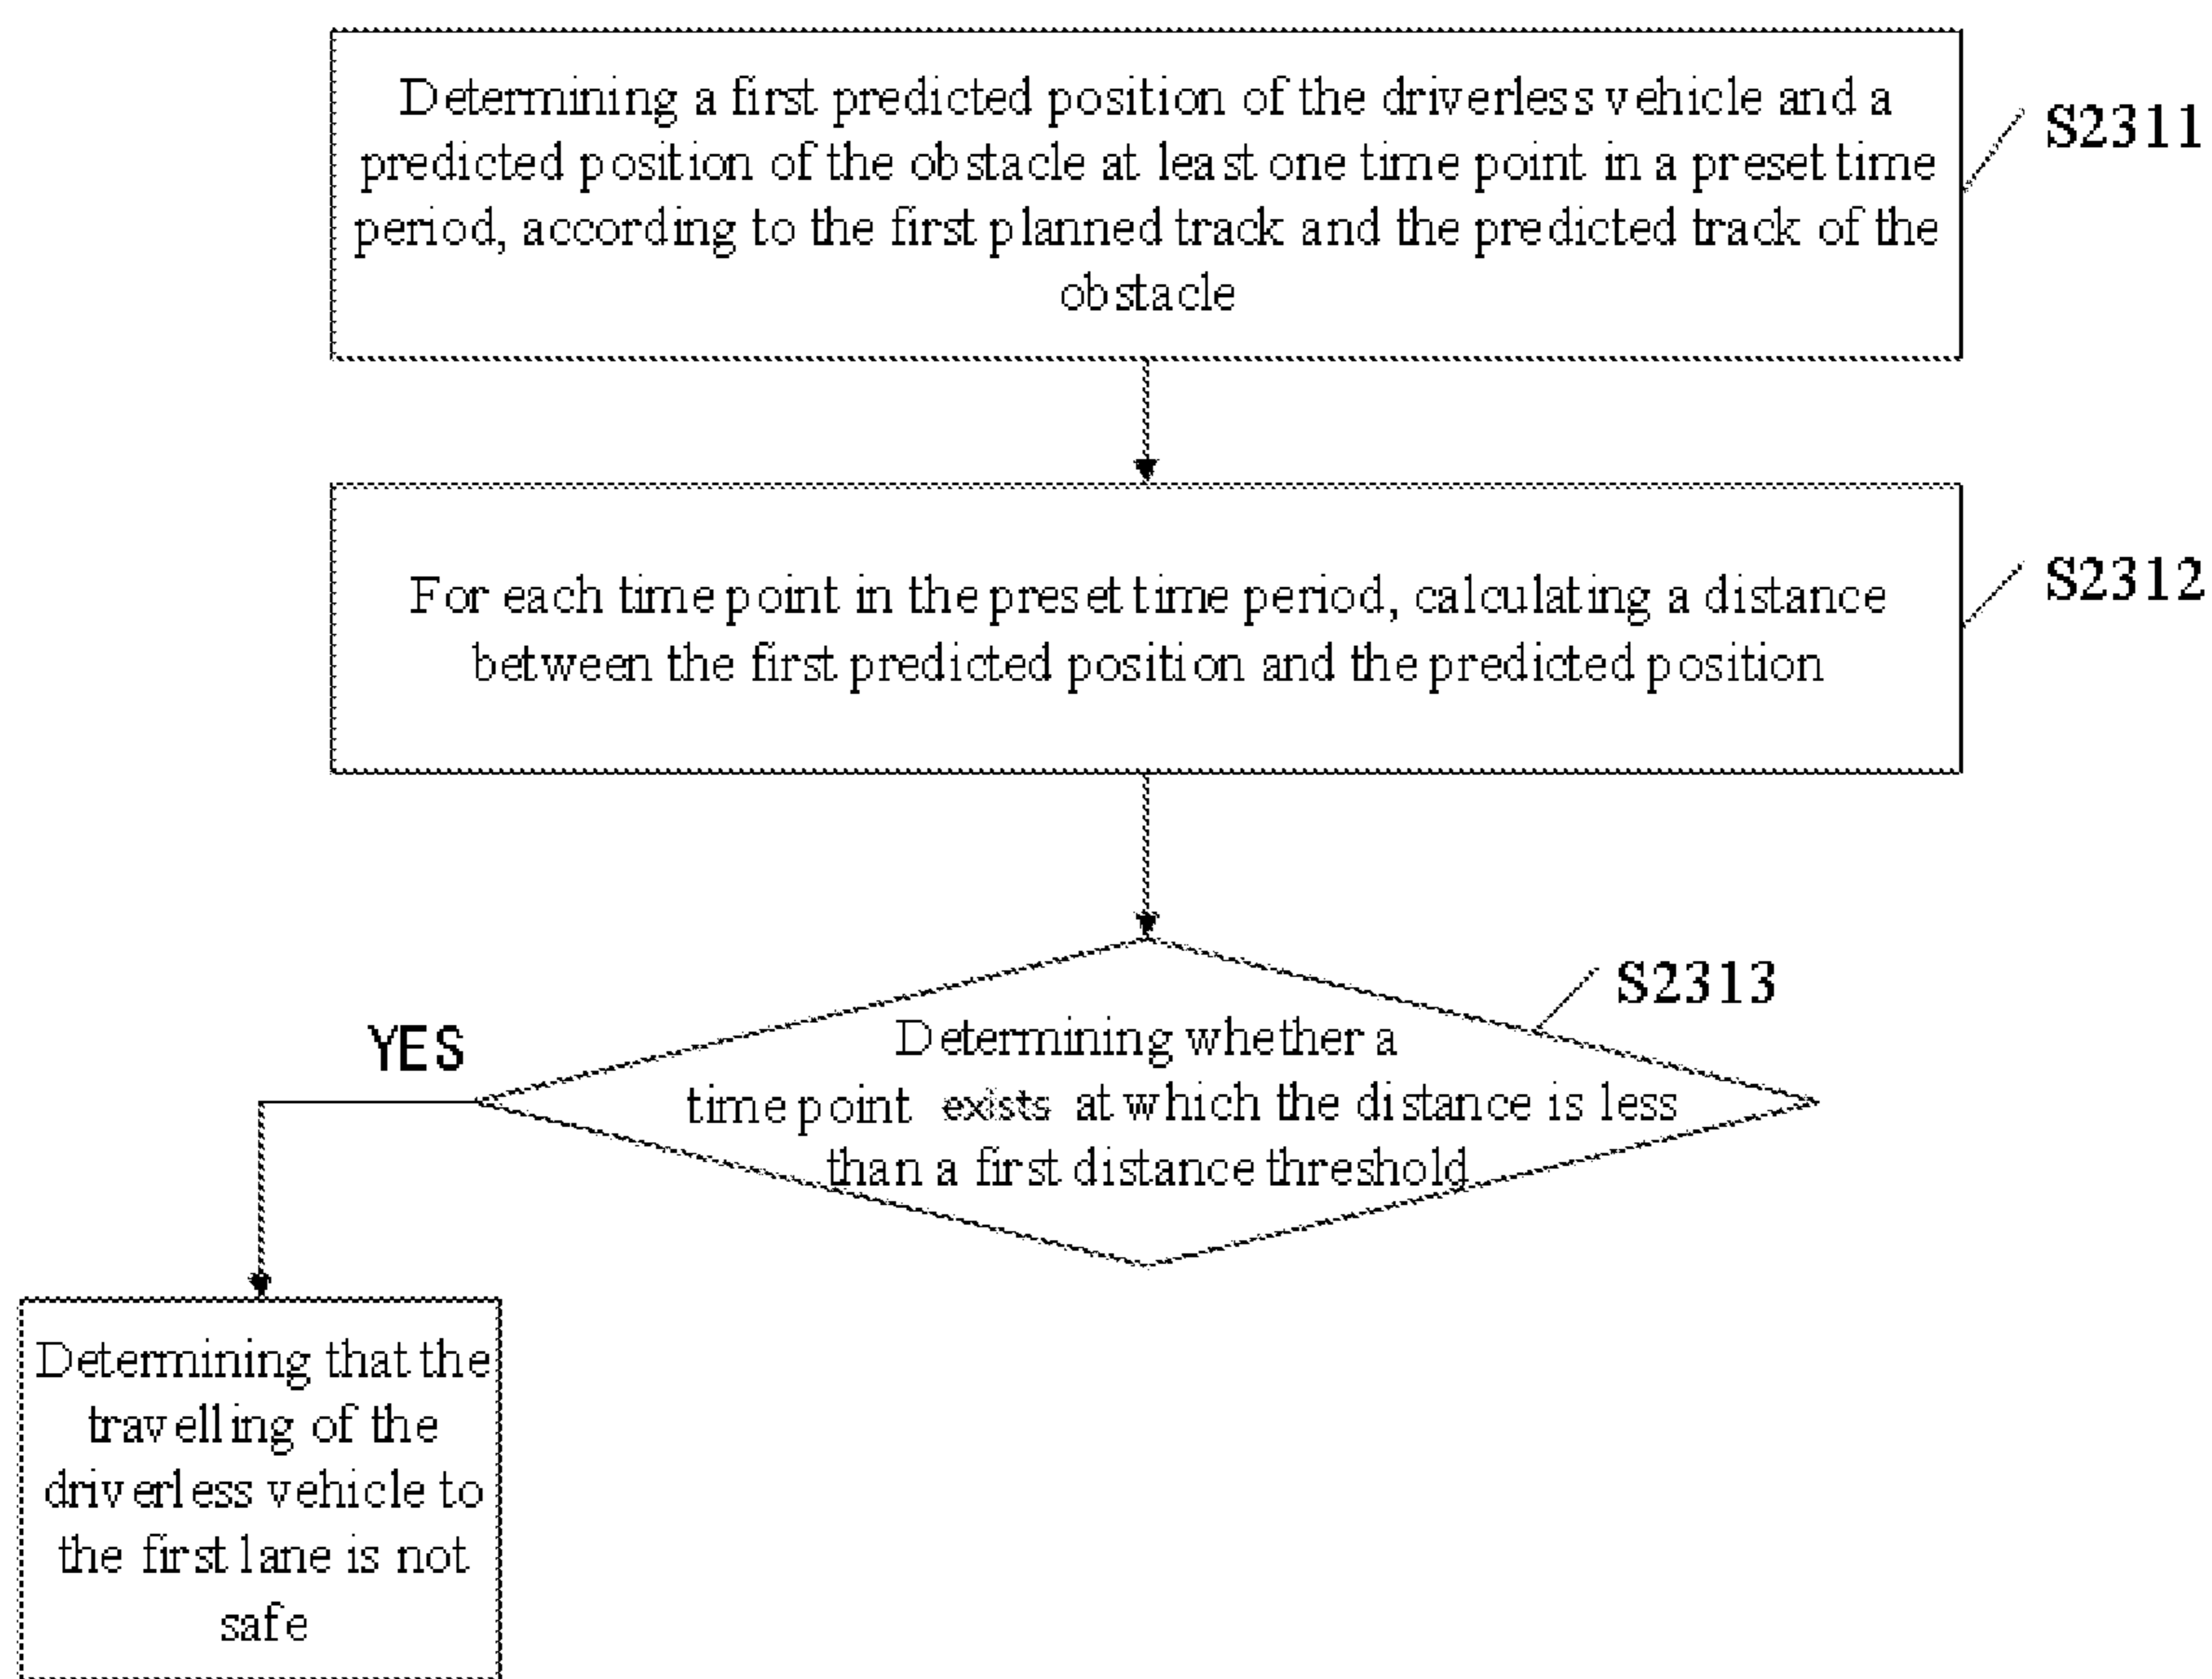 Determining a first predicted position of the driverless vehicle and a
predicted position of the obstacle at least one time point in a preset time
period, according to the first planned track and the predicted track of the
obstacle
S2311
For each time point in the preset time period, calculating a distance
between the first predicted position and the predicted position
S2312
S2313
Determining whether a
time point exists at which the distance is less
than a first distance threshold
YES
Determining that the
travelling of the
driverless vehicle to
the first lane is not
safe